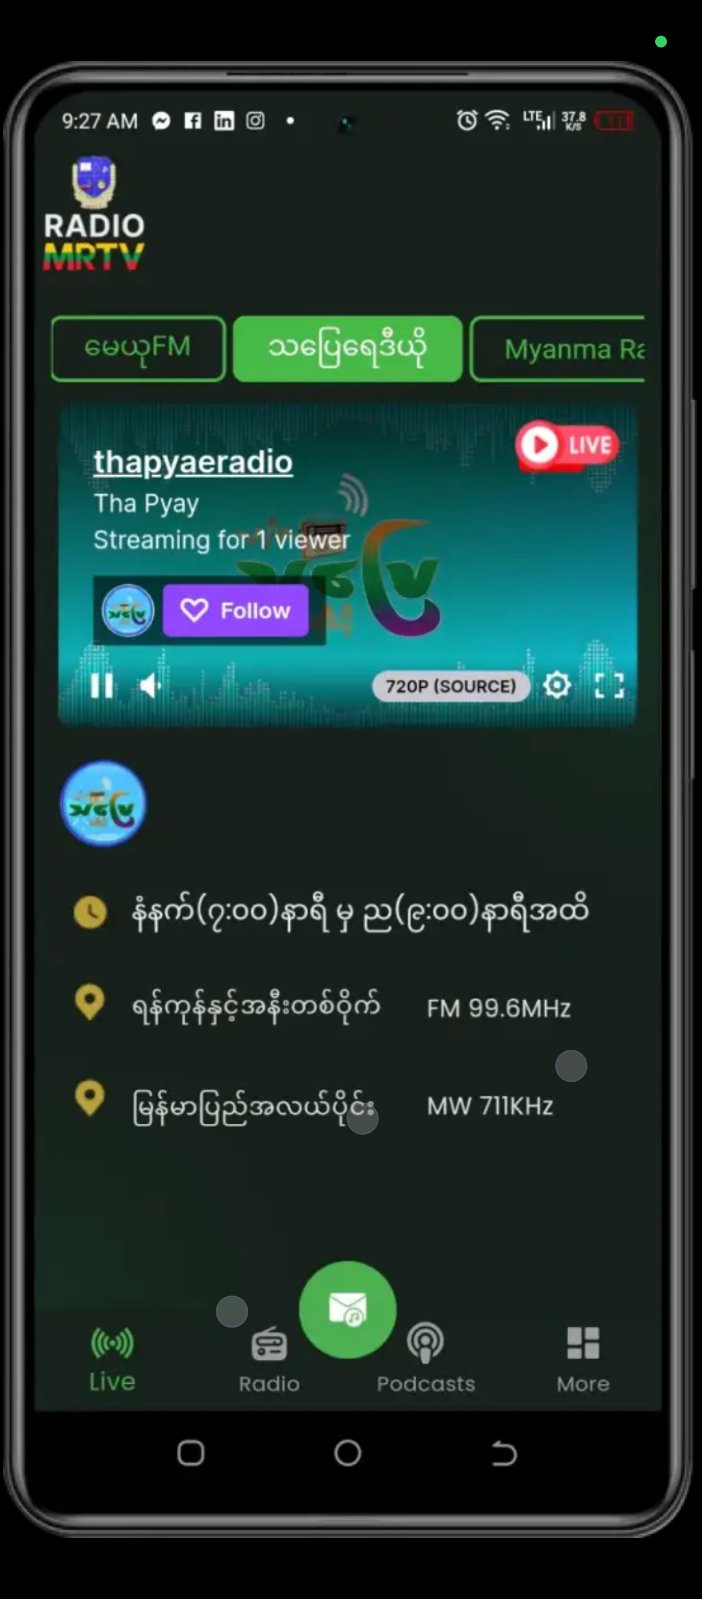 9:27 AM
LTE 37.8 K/S
RADIO
MRTV
မေယုFM
သပြေရေဒီယို
Myanma Ra
LIVE
thapyaeradio
Tha Pyay
Streaming for 1 viewer
Follow
720P (SOURCE)
နံနက်(၇:၀၀)နာရီ မှ ည(၉:၀၀)နာရီအထိ
ရန်ကုန်နှင့်အနီးတစ်ဝိုက် FM 99.6MHz
မြန်မာပြည်အလယ်ပိုင်း MW 711KHz
Live
Radio
Podcasts
More